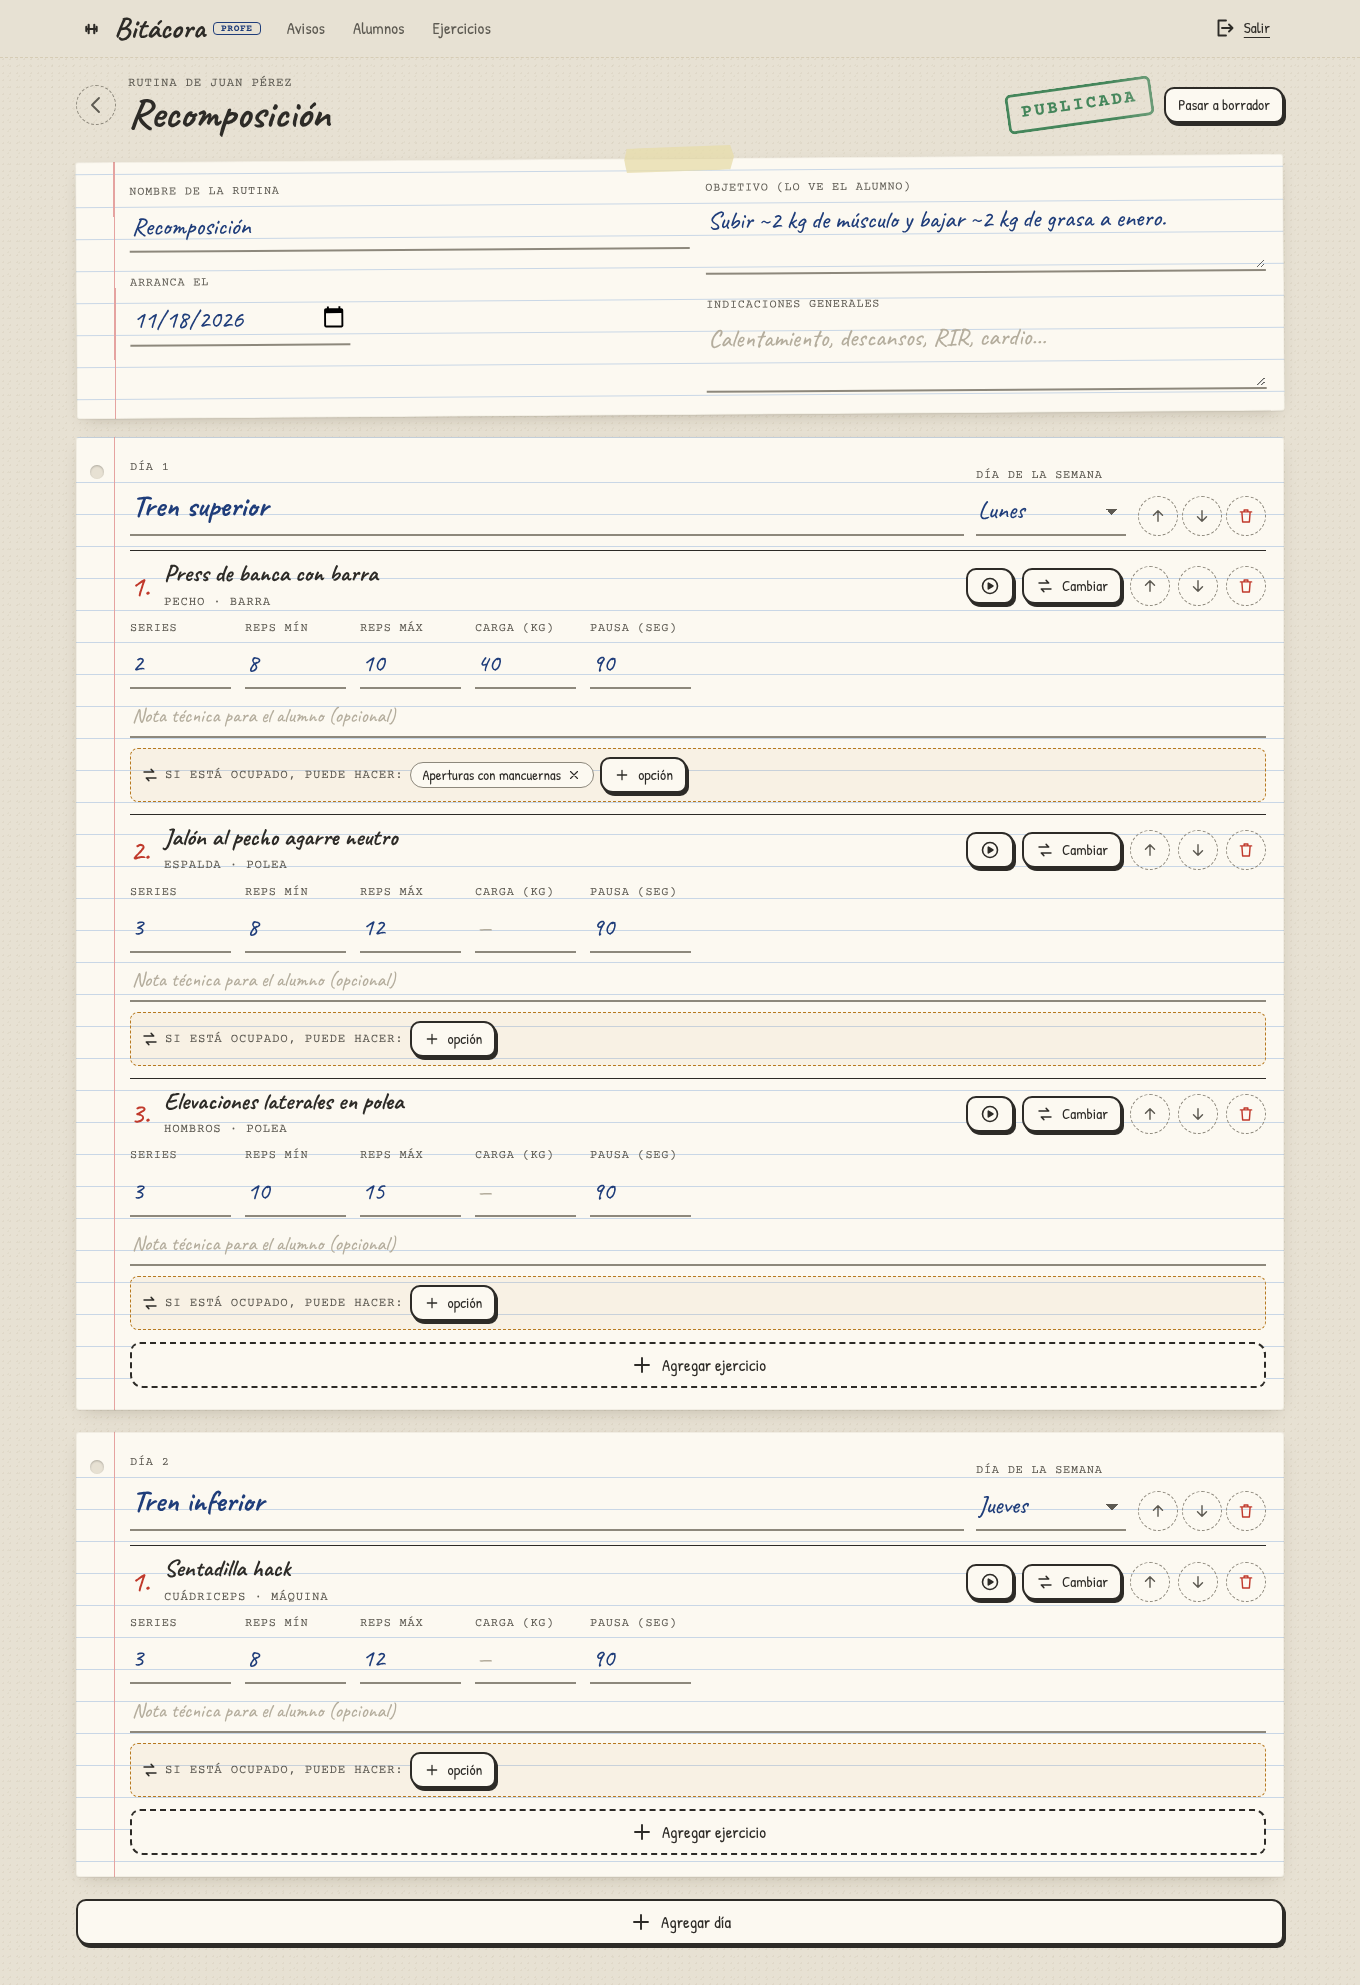 Bitácora PROFE Avisos Alumnos Ejercicios Salir
RUTINA DE JUAN PÉREZ
Recomposición
PUBLICADA
Pasar a borrador
NOMBRE DE LA RUTINA
Recomposición
ARRANCA EL
11/18/2026
OBJETIVO (LO VE EL ALUMNO)
Subir ~2 kg de músculo y bajar ~2 kg de grasa a enero.
INDICACIONES GENERALES
Calentamiento, descansos, RIR, cardio...
DÍA 1
Tren superior
DÍA DE LA SEMANA
Lunes
1. Press de banca con barra
PECHO · BARRA
Cambiar
SERIES REPS MÍN REPS MÁX CARGA (KG) PAUSA (SEG)
2 8 10 40 90
Nota técnica para el alumno (opcional)
SI ESTÁ OCUPADO, PUEDE HACER: Aperturas con mancuernas × + opción
2. Jalón al pecho agarre neutro
ESPALDA · POLEA
Cambiar
SERIES REPS MÍN REPS MÁX CARGA (KG) PAUSA (SEG)
3 8 12 — 90
Nota técnica para el alumno (opcional)
SI ESTÁ OCUPADO, PUEDE HACER: + opción
3. Elevaciones laterales en polea
HOMBROS · POLEA
Cambiar
SERIES REPS MÍN REPS MÁX CARGA (KG) PAUSA (SEG)
3 10 15 — 90
Nota técnica para el alumno (opcional)
SI ESTÁ OCUPADO, PUEDE HACER: + opción
+ Agregar ejercicio
DÍA 2
Tren inferior
DÍA DE LA SEMANA
Jueves
1. Sentadilla hack
CUÁDRICEPS · MÁQUINA
Cambiar
SERIES REPS MÍN REPS MÁX CARGA (KG) PAUSA (SEG)
3 8 12 — 90
Nota técnica para el alumno (opcional)
SI ESTÁ OCUPADO, PUEDE HACER: + opción
+ Agregar ejercicio
+ Agregar día